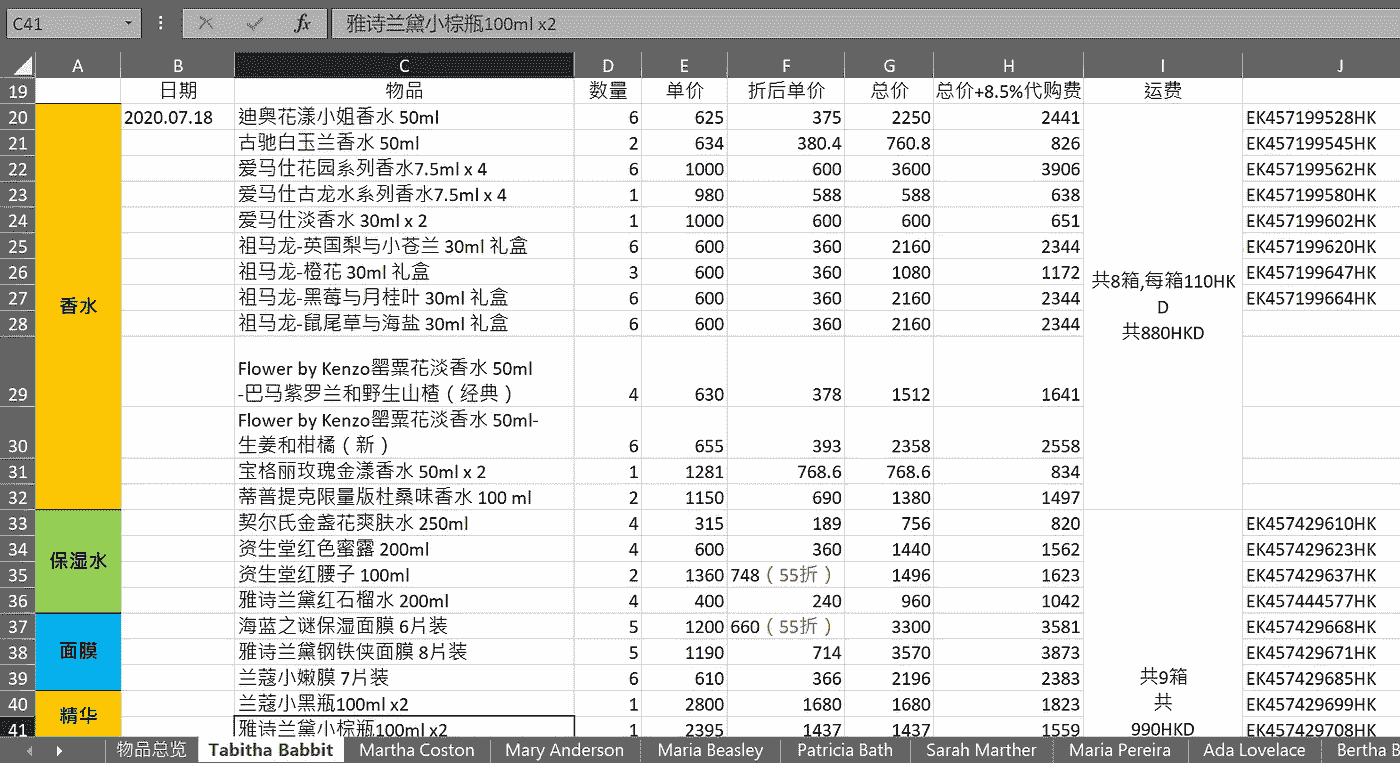 C41 fx 雅诗兰黛小棕瓶100ml x2
A B C D E F G H I J
19 日期 物品 数量 单价 折后单价 总价 总价+8.5%代购费 运费
20 2020.07.18 迪奥花漾小姐香水 50ml 6 625 375 2250 2441 EK457199528HK
21 古驰白玉兰香水 50ml 2 634 380.4 760.8 826 EK457199545HK
22 爱马仕花园系列香水7.5ml x 4 6 1000 600 3600 3906 EK457199562HK
23 爱马仕古龙水系列香水7.5ml x 4 1 980 588 588 638 EK457199580HK
24 爱马仕淡香水 30ml x 2 1 1000 600 600 651 EK457199602HK
25 祖马龙-英国梨与小苍兰 30ml 礼盒 6 600 360 2160 2344 EK457199620HK
26 祖马龙-橙花 30ml 礼盒 3 600 360 1080 1172 EK457199647HK
共8箱,每箱110HK
27 香水 祖马龙-黑莓与月桂叶 30ml 礼盒 6 600 360 2160 2344 EK457199664HK
D
28 祖马龙-鼠尾草与海盐 30ml 礼盒 6 600 360 2160 2344
共880HKD
Flower by Kenzo罂粟花淡香水 50ml
29 -巴马紫罗兰和野生山楂（经典） 4 630 378 1512 1641
Flower by Kenzo罂粟花淡香水 50ml-
30 生姜和柑橘（新） 6 655 393 2358 2558
31 宝格丽玫瑰金漾香水 50ml x 2 1 1281 768.6 768.6 834
32 蒂普提克限量版杜桑味香水 100 ml 2 1150 690 1380 1497
33 契尔氏金盏花爽肤水 250ml 4 315 189 756 820 EK457429610HK
34 资生堂红色蜜露 200ml 4 600 360 1440 1562 EK457429623HK
保湿水
35 资生堂红腰子 100ml 2 1360 748（55折） 1496 1623 EK457429637HK
36 雅诗兰黛红石榴水 200ml 4 400 240 960 1042 EK457444577HK
37 海蓝之谜保湿面膜 6片装 5 1200 660（55折） 3300 3581 EK457429668HK
38 面膜 雅诗兰黛钢铁侠面膜 8片装 5 1190 714 3570 3873 EK457429671HK
39 兰蔻小嫩膜 7片装 6 610 366 2196 2383 共9箱 EK457429685HK
40 兰蔻小黑瓶100ml x2 1 2800 1680 1680 1823 共 EK457429699HK
精华
41 雅诗兰黛小棕瓶100ml x2 1 2395 1437 1437 1559 990HKD EK457429708HK
物品总览 Tabitha Babbit Martha Coston Mary Anderson Maria Beasley Patricia Bath Sarah Marther Maria Pereira Ada Lovelace Bertha B